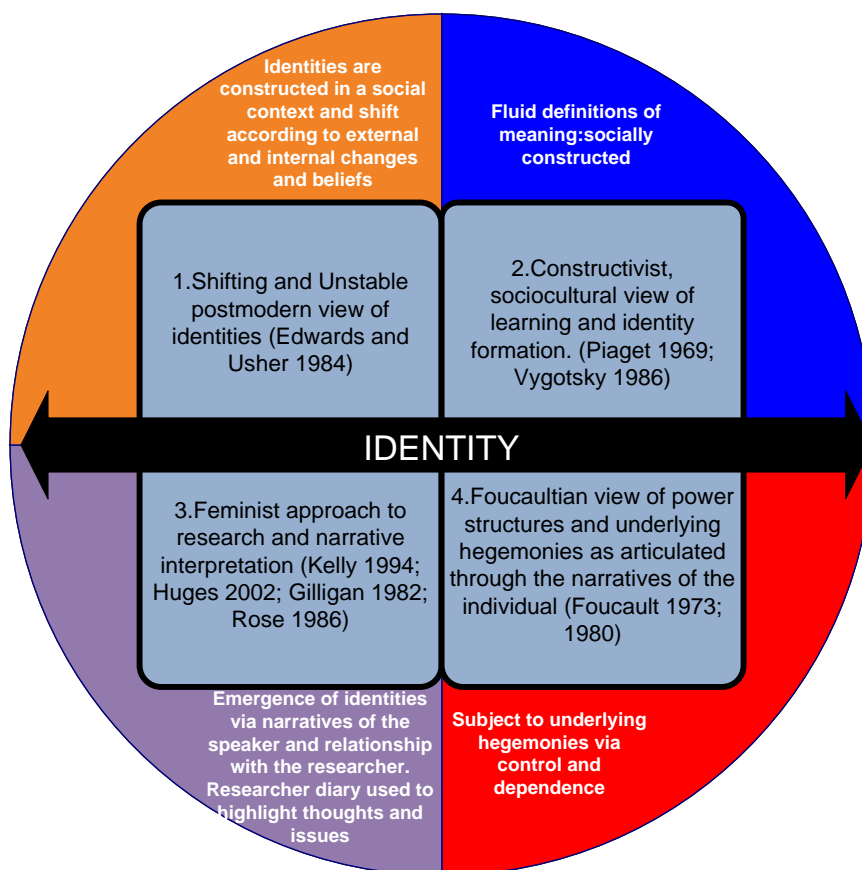 Identities are
constructed in a social
context and shift
according to external
and internal changes
and beliefs
Fluid definitions of
meaning:socially
constructed
1.Shifting and Unstable
postmodern view of
identities (Edwards and
Usher 1984)
2.Constructivist,
sociocultural view of
learning and identity
formation. (Piaget 1969;
Vygotsky 1986)
IDENTITY
3.Feminist approach to
research and narrative
interpretation (Kelly 1994;
Huges 2002; Gilligan 1982;
Rose 1986)
4.Foucaultian view of power
structures and underlying
hegemonies as articulated
through the narratives of the
individual (Foucault 1973;
1980)
Emergence of identities
via narratives of the
speaker and relationship
with the researcher.
Researcher diary used to
highlight thoughts and
issues
Subject to underlying
hegemonies via
control and
dependence